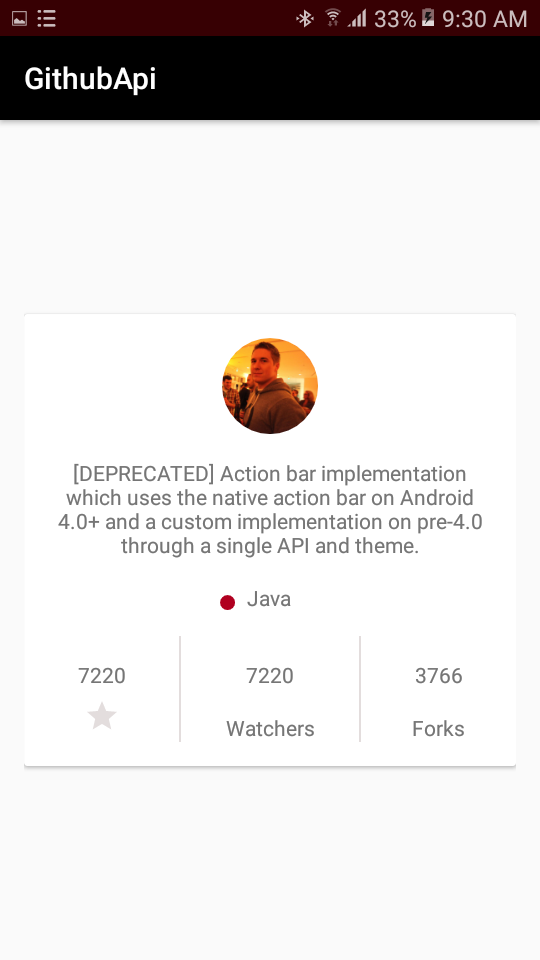 33% 9:30 AM
GithubApi
[DEPRECATED] Action bar implementation
which uses the native action bar on Android
4.0+ and a custom implementation on pre-4.0
through a single API and theme.
Java
7220 7220 3766
Watchers Forks